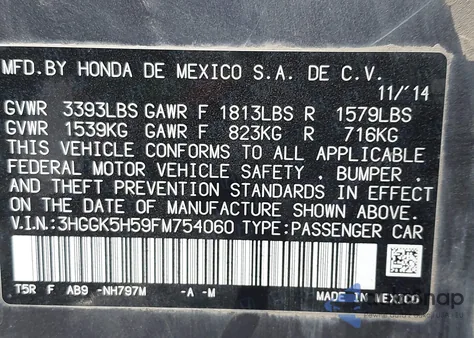 MFD.BY HONDA DE MEXICO S.A. DE C.V.
11/'14
GVWR 3393LBS GAWR F 1813LBS R 1579LBS
GVWR 1539KG GAWR F 823KG R 716KG
THIS VEHICLE CONFORMS TO ALL APPLICABLE
FEDERAL MOTOR VEHICLE SAFETY , BUMPER ,
AND THEFT PREVENTION STANDARDS IN EFFECT
ON THE DATE OF MANUFACTURE SHOWN ABOVE.
V.I.N.:3HGGK5H59FM754060 TYPE:PASSENGER CAR
T5R F AB9 -NH797M -A -M
MADE IN MEXICO